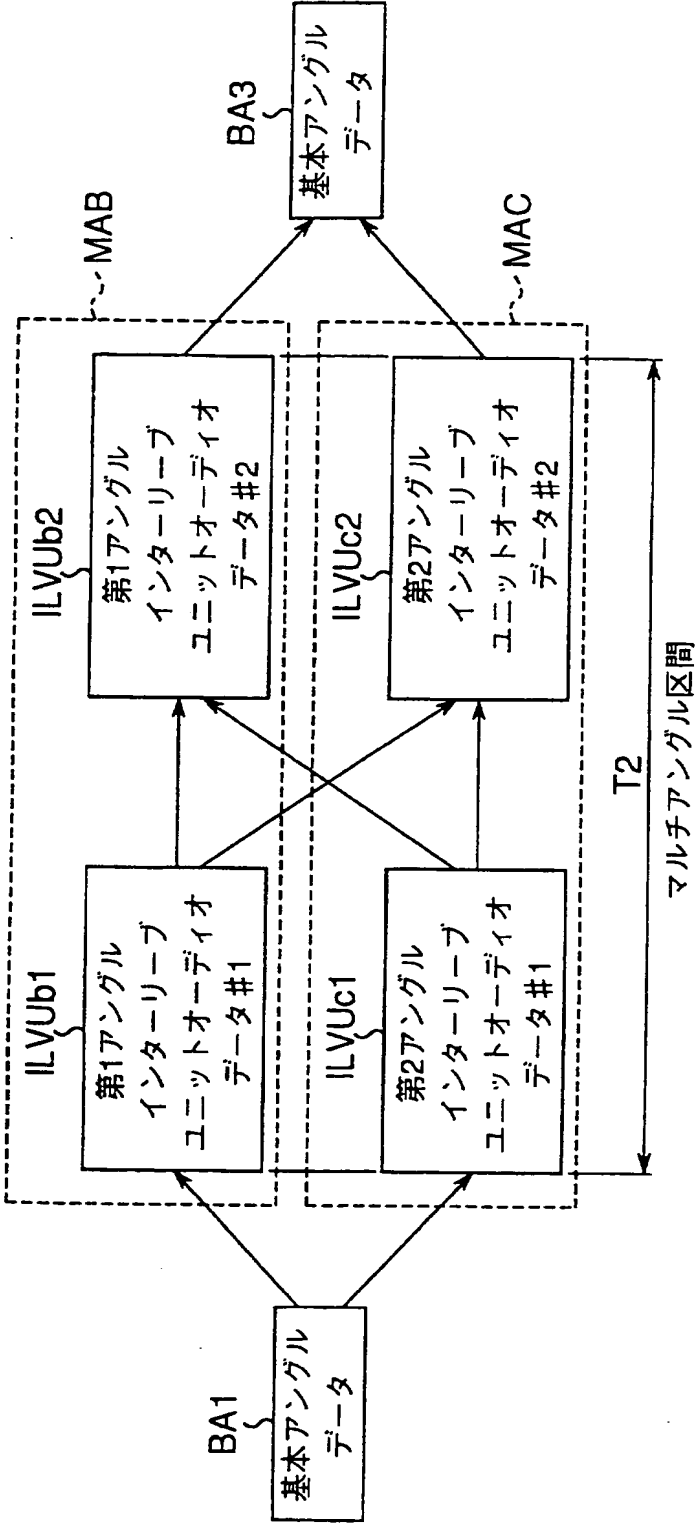 BA1
基本アングル
データ
ILVUb1
第1アングル
インターリーブ
ユニットオーディオ
データ#1
ILVUb2
第1アングル
インターリーブ
ユニットオーディオ
データ#2
MAB
ILVUc1
第2アングル
インターリーブ
ユニットオーディオ
データ#1
ILVUc2
第2アングル
インターリーブ
ユニットオーディオ
データ#2
MAC
BA3
基本アングル
データ
T2
マルチアングル区間